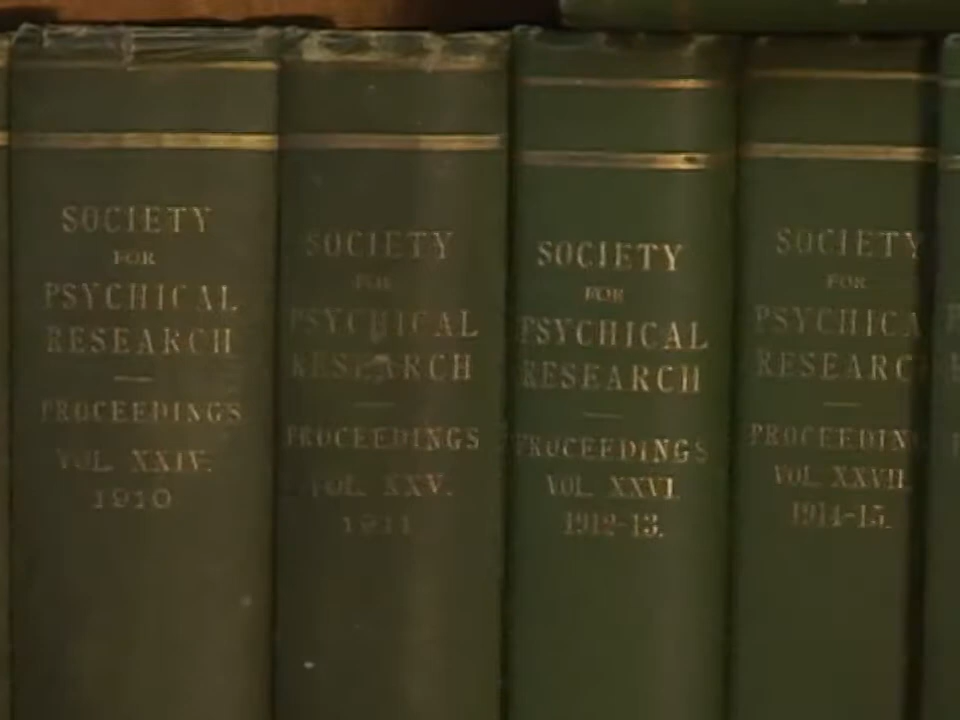 SOCIETY
FOR
PSYCHICAL
RESEARCH
PROCEEDINGS
VOL. XXIV.
1910
SOCIETY
FOR
PSYCHICAL
RESEARCH
PROCEEDINGS
VOL. XXV.
1911
SOCIETY
FOR
PSYCHICAL
RESEARCH
PROCEEDINGS
VOL. XXVI.
1912-13.
SOCIETY
FOR
PSYCHICA
RESEARC
PROCEEDIN
VOL. XXVII.
1914-15.